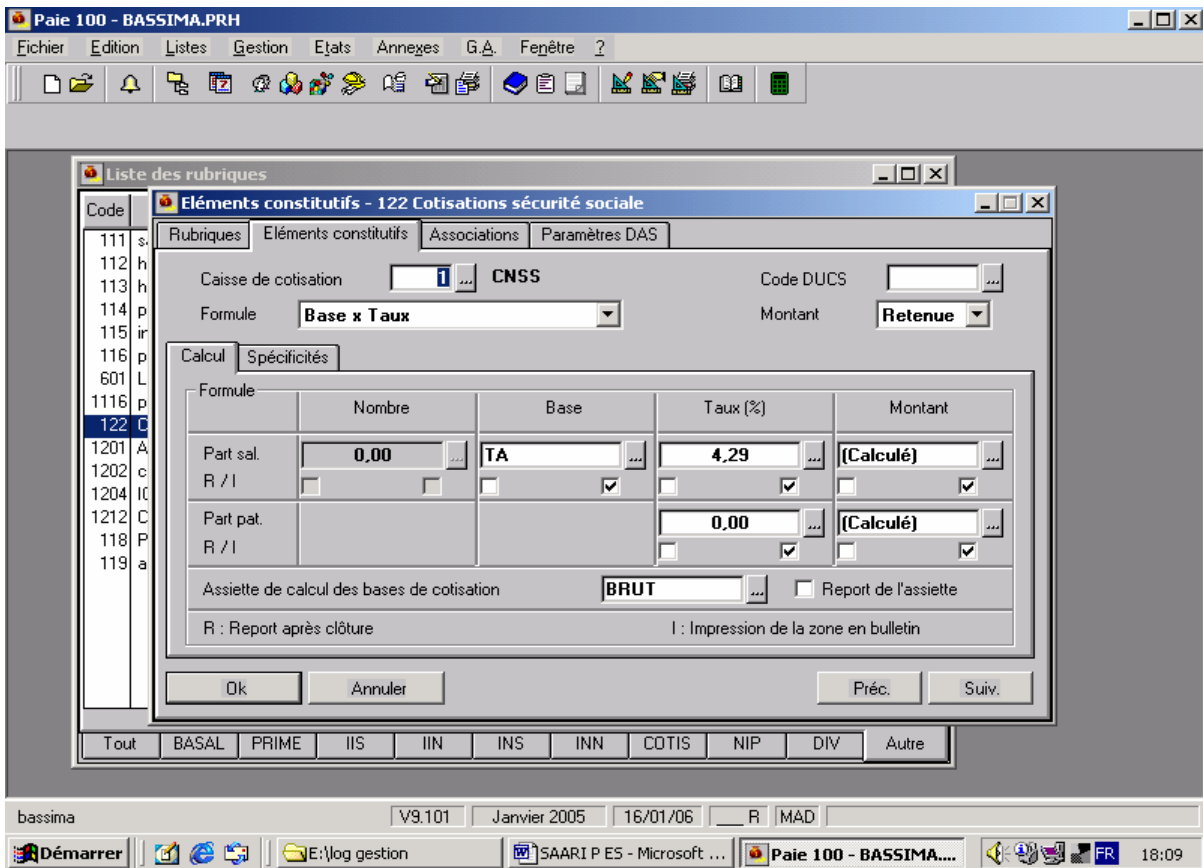 Paie 100 - BASSIMA.PRH
Fichier Edition Listes Gestion Etats Annexes G.A. Fenêtre ?
Liste des rubriques
Code
111 s
112 h
113 h
114 p
115 in
116 p
601 L
1116 p
122 C
1201 A
1202 c
1204 I
1212 C
118 P
119 a
Eléments constitutifs - 122 Cotisations sécurité sociale
Rubriques Eléments constitutifs Associations Paramètres DAS
Caisse de cotisation 1 ... CNSS Code DUCS ...
Formule Base x Taux Montant Retenue
Calcul Spécificités
Formule
Nombre Base Taux (%) Montant
Part sal. 0,00 ... TA ... 4,29 ... (Calculé) ...
R / I
Part pat. 0,00 ... (Calculé) ...
R / I
Assiette de calcul des bases de cotisation BRUT ... Report de l'assiette
R : Report après clôture I : Impression de la zone en bulletin
Ok Annuler Préc. Suiv.
Tout BASAL PRIME IIS IIN INS INN COTIS NIP DIV Autre
bassima V9.101 Janvier 2005 16/01/06 ___ R MAD
Démarrer E:\log gestion SAARI P ES - Microsoft ... Paie 100 - BASSIMA.... FR 18:09